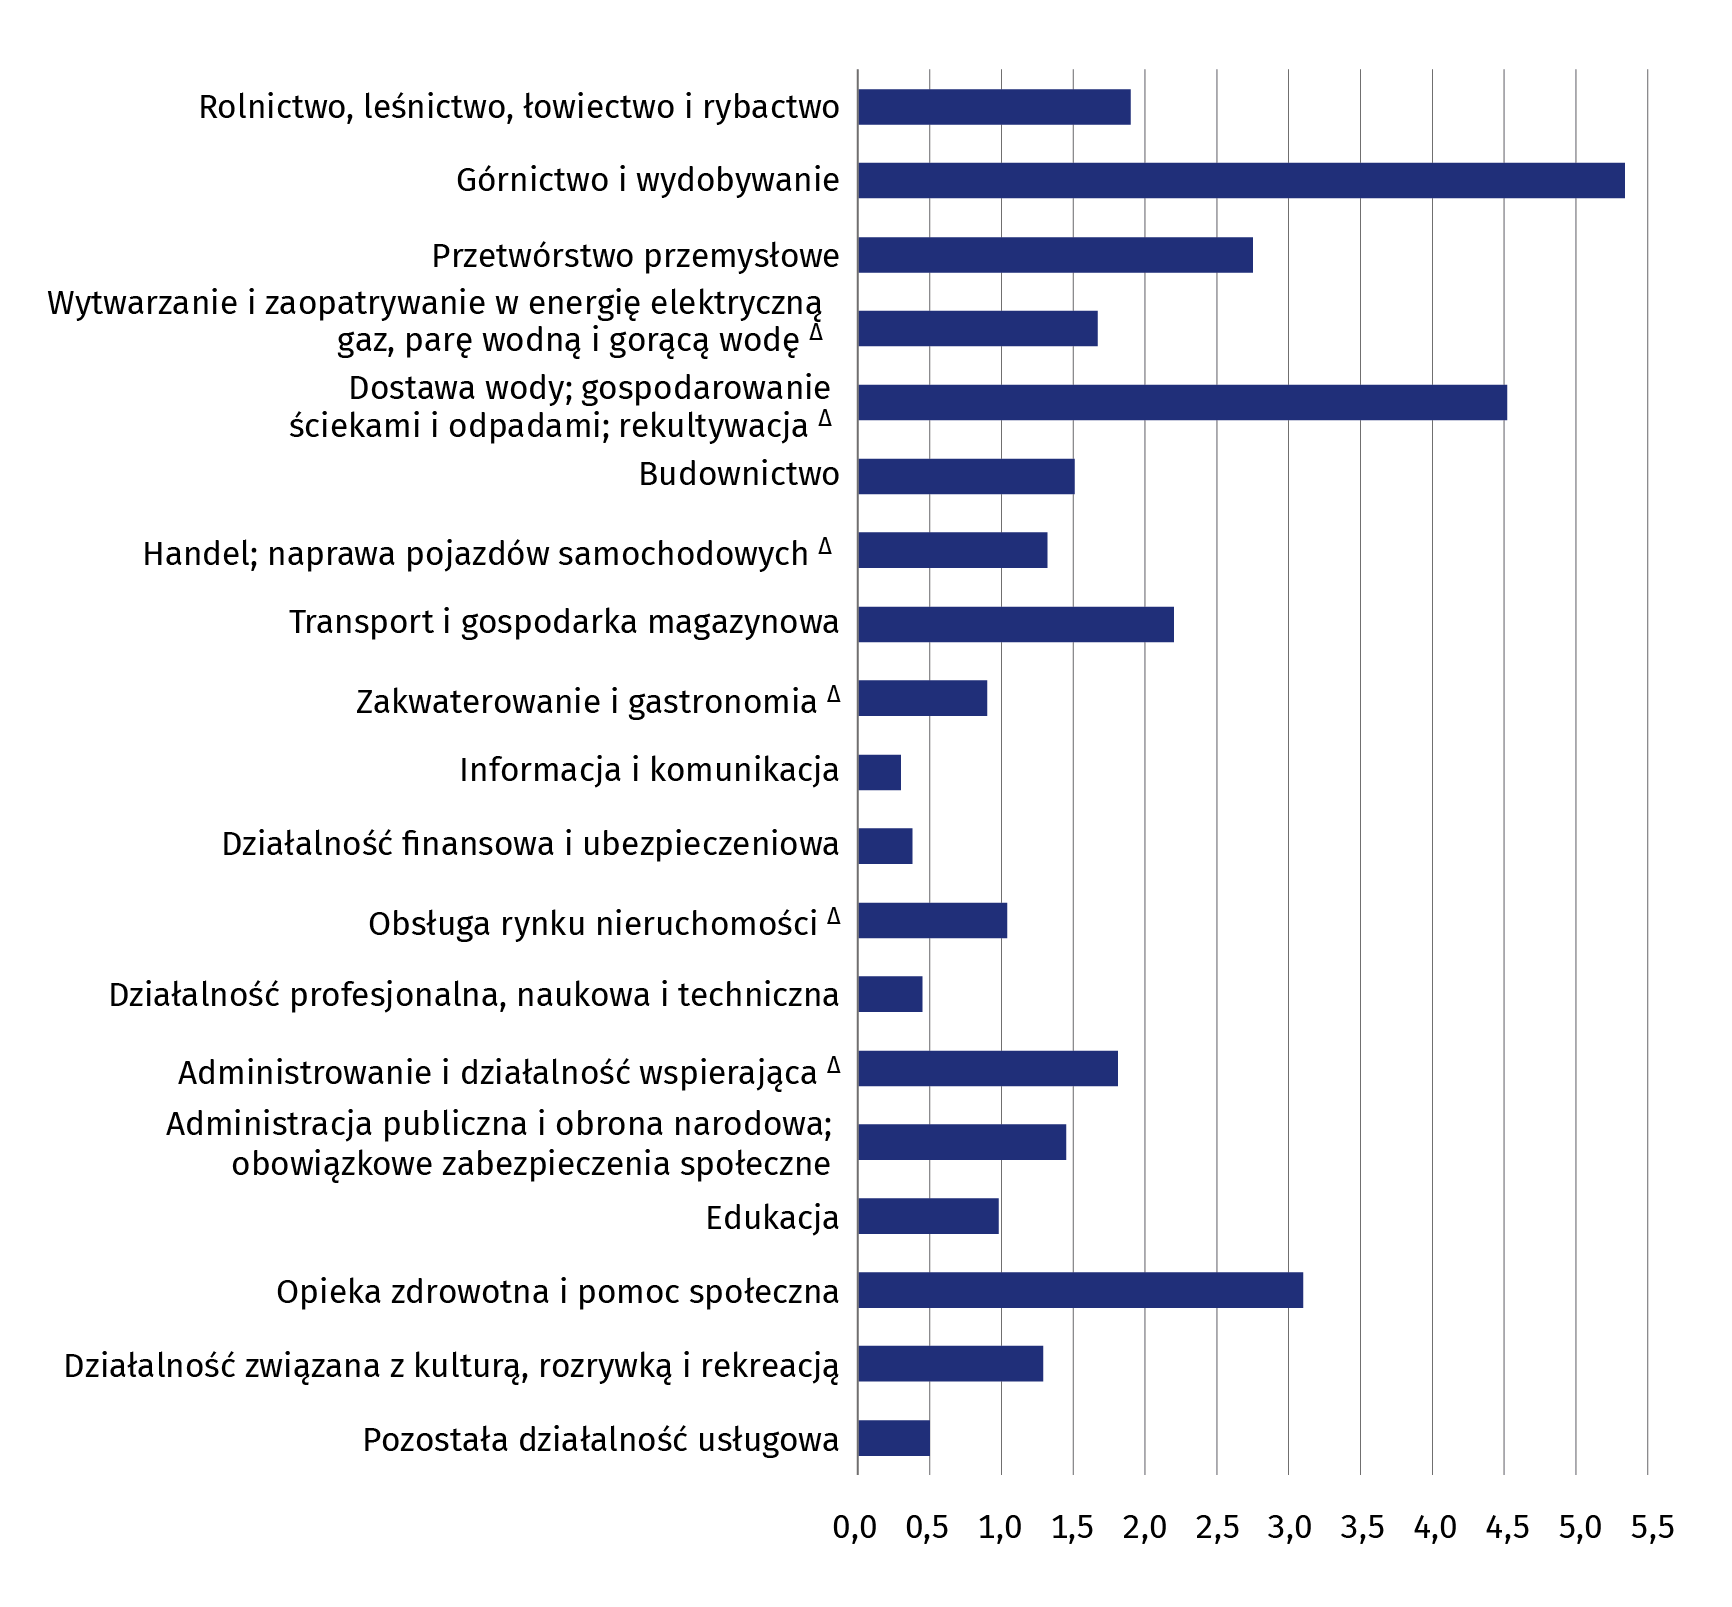 Rolnictwo, leśnictwo, łowiectwo i rybactwo
Górnictwo i wydobywanie
Przetwórstwo przemysłowe
Wytwarzanie i zaopatrywanie w energię elektryczną
gaz, parę wodną i gorącą wodę Δ
Dostawa wody; gospodarowanie
ściekami i odpadami; rekultywacja Δ
Budownictwo
Handel; naprawa pojazdów samochodowych Δ
Transport i gospodarka magazynowa
Zakwaterowanie i gastronomia Δ
Informacja i komunikacja
Działalność finansowa i ubezpieczeniowa
Obsługa rynku nieruchomości Δ
Działalność profesjonalna, naukowa i techniczna
Administrowanie i działalność wspierająca Δ
Administracja publiczna i obrona narodowa;
obowiązkowe zabezpieczenia społeczne
Edukacja
Opieka zdrowotna i pomoc społeczna
Działalność związana z kulturą, rozrywką i rekreacją
Pozostała działalność usługowa
0,0 0,5 1,0 1,5 2,0 2,5 3,0 3,5 4,0 4,5 5,0 5,5